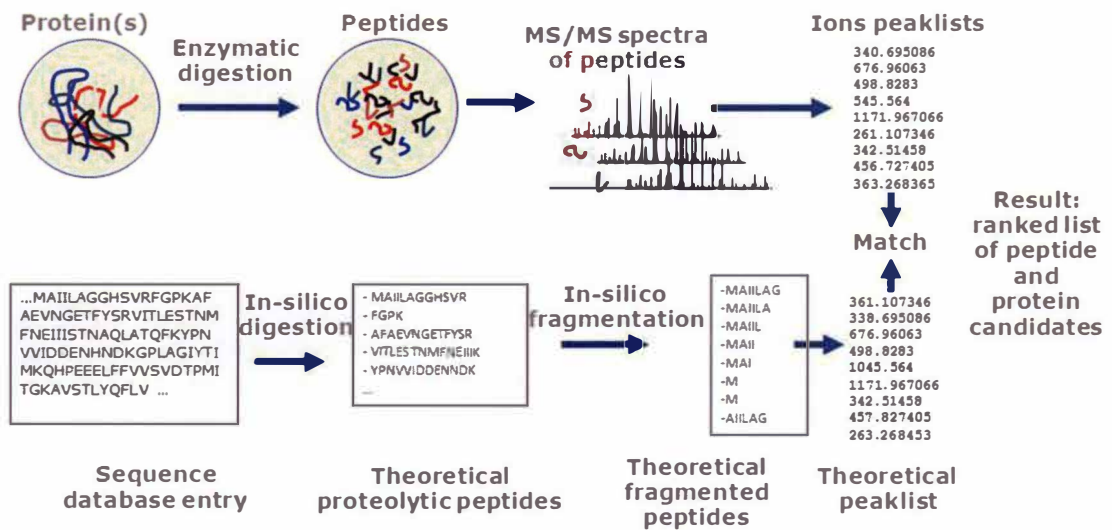 Protein(s)
Enzymatic
digestion
Peptides
MS/MS spectra
of peptides
Ions peaklists
340.695086
676.96063
498.8283
545.564
1171.967066
261.107346
342.51458
456.727405
363.268365
Match
Result:
ranked list
of peptide
and
protein
candidates
...MAIILAGGHSVRFGPKAF
AEVNGETFYSRVITLESTNM
FNEIIISTNAQLATQFKYPN
VVIDDENHNDKGPLAGIYTI
MKQHPEEELFFVVSVDTPMI
TGKAVSTLYQFLV ...
In-silico
digestion
- MAIILAGGHSVR
- FGPK
- AFAEVNGETFYSR
- VITLESTNMFNEIIIK
- YPNVVIDDENNDK
...
In-silico
fragmentation
-MAIILAG
-MAIILA
-MAIIL
-MAII
-MAI
-M
-M
-AIILAG
361.107346
338.695086
676.96063
498.8283
1045.564
1171.967066
342.51458
457.827405
263.268453
Sequence
database entry
Theoretical
proteolytic peptides
Theoretical
fragmented
peptides
Theoretical
peaklist